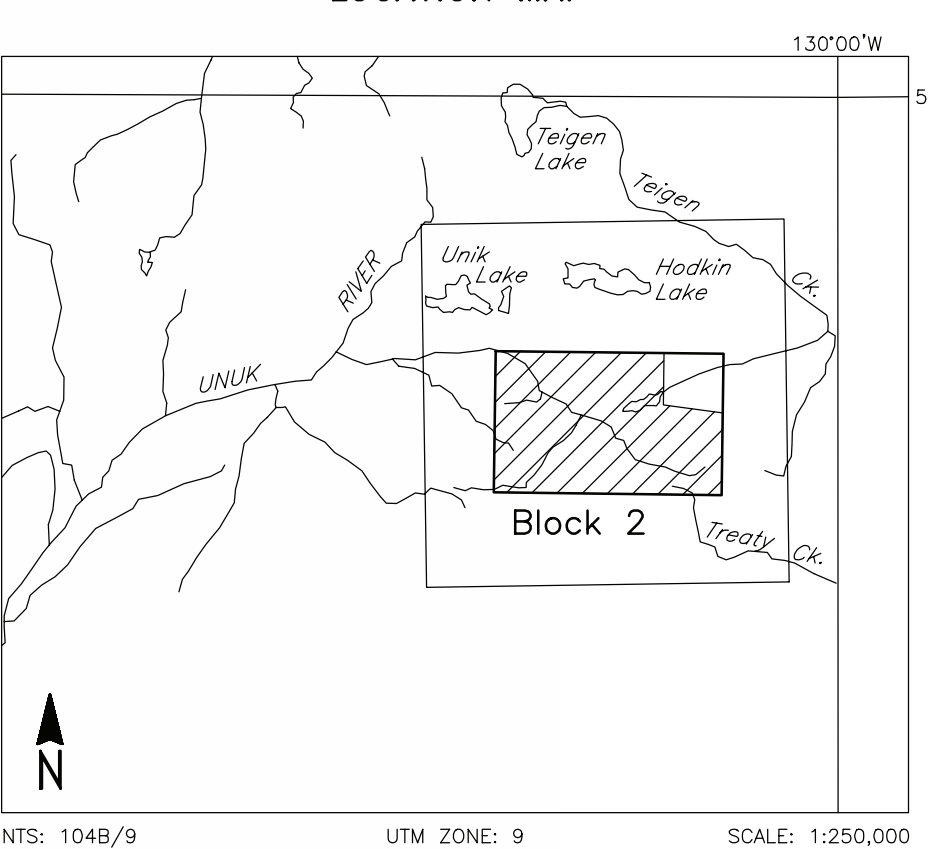 130°00'W
5
Teigen
Lake
Teigen
Ck.
Unik
Lake
Hodkin
Lake
RIVER
UNUK
Block 2
Treaty Ck.
N
NTS: 104B/9
UTM ZONE: 9
SCALE: 1:250,000